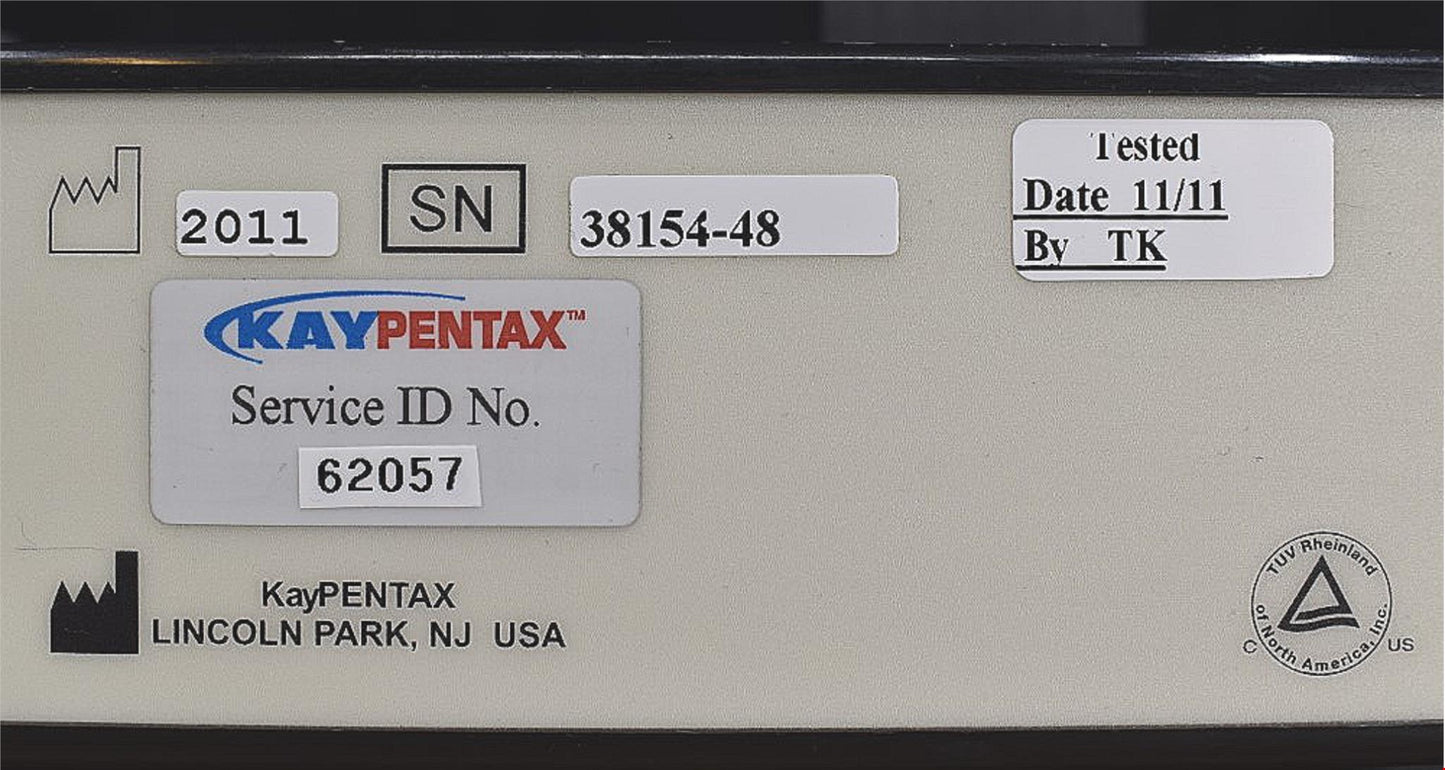 2011
SN
38154-48
Tested
Date 11/11
By TK
KAYPENTAX™
Service ID No.
62057
KayPENTAX
LINCOLN PARK, NJ USA
TUV Rheinland
of North America, Inc.
C US